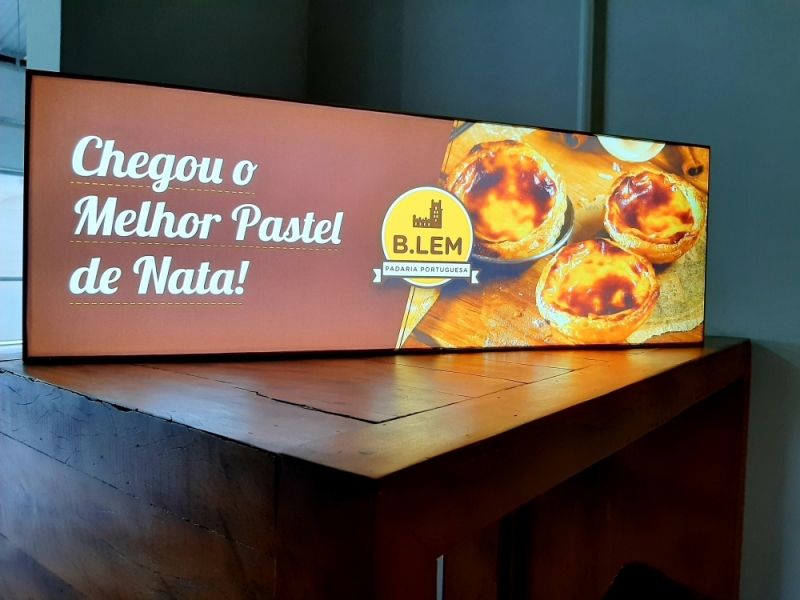 Chegou o
Melhor Pastel
de Nata!
B.LEM
PADARIA PORTUGUESA